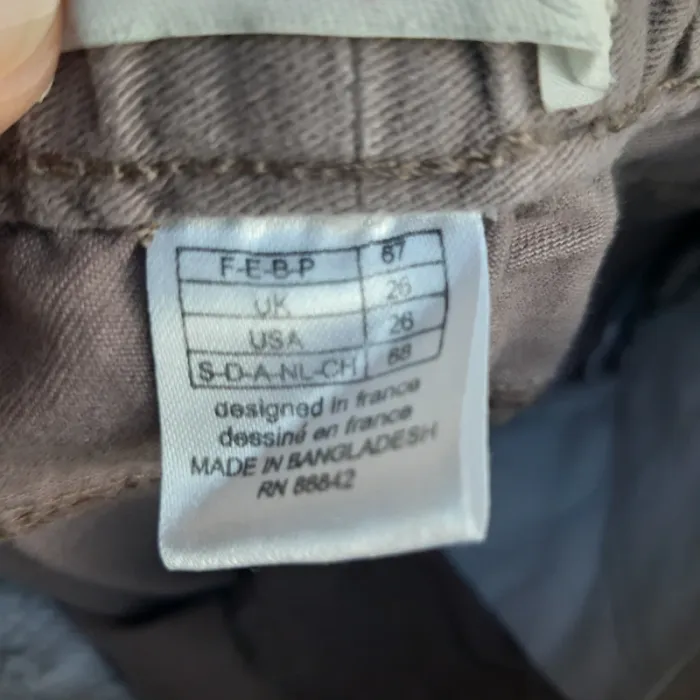 F-E-B-P 67
UK 26
USA 26
S-D-A-NL-CH 68
designed in france
dessiné en france
MADE IN BANGLADESH
RN 88842